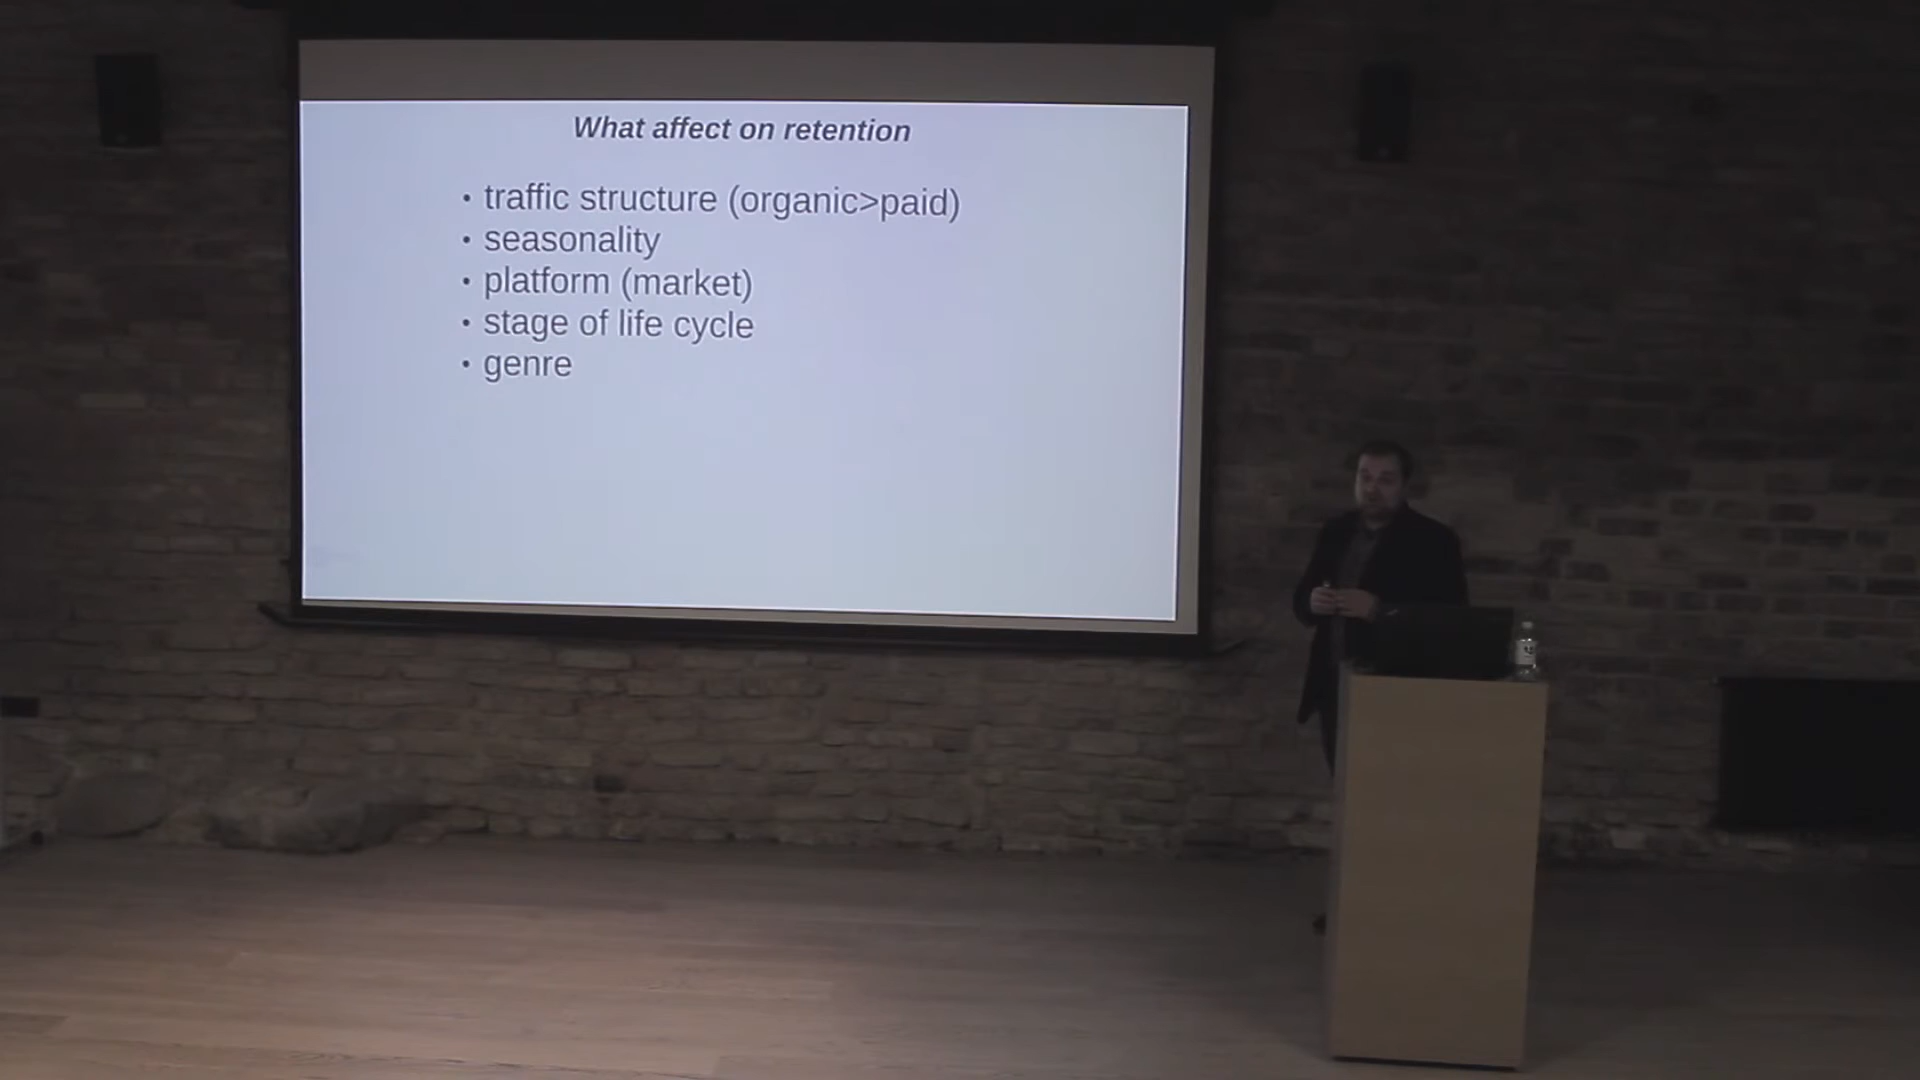 What affect on retention
• traffic structure (organic>paid)
• seasonality
• platform (market)
• stage of life cycle
• genre